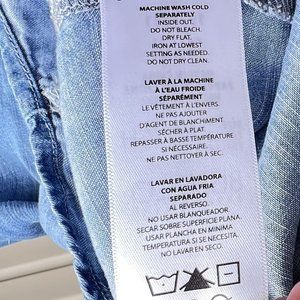 MACHINE WASH COLD
SEPARATELY
INSIDE OUT.
DO NOT BLEACH.
DRY FLAT.
IRON AT LOWEST
SETTING AS NEEDED.
DO NOT DRY CLEAN.
LAVER À LA MACHINE
À L'EAU FROIDE
SÉPARÉMENT
LE VÊTEMENT À L'ENVERS.
NE PAS AJOUTER
D'AGENT DE BLANCHIMENT.
SÉCHER À PLAT.
REPASSER À BASSE TEMPÉRATURE
SI NÉCESSAIRE.
NE PAS NETTOYER À SEC.
LAVAR EN LAVADORA
CON AGUA FRIA
SEPARADO
AL REVERSO.
NO USAR BLANQUEADOR.
SECAR SOBRE SUPERFICIE PLANA.
USAR PLANCHA EN MINIMA
TEMPERATURA SI ES NECESARIO.
NO LAVAR EN SECO.